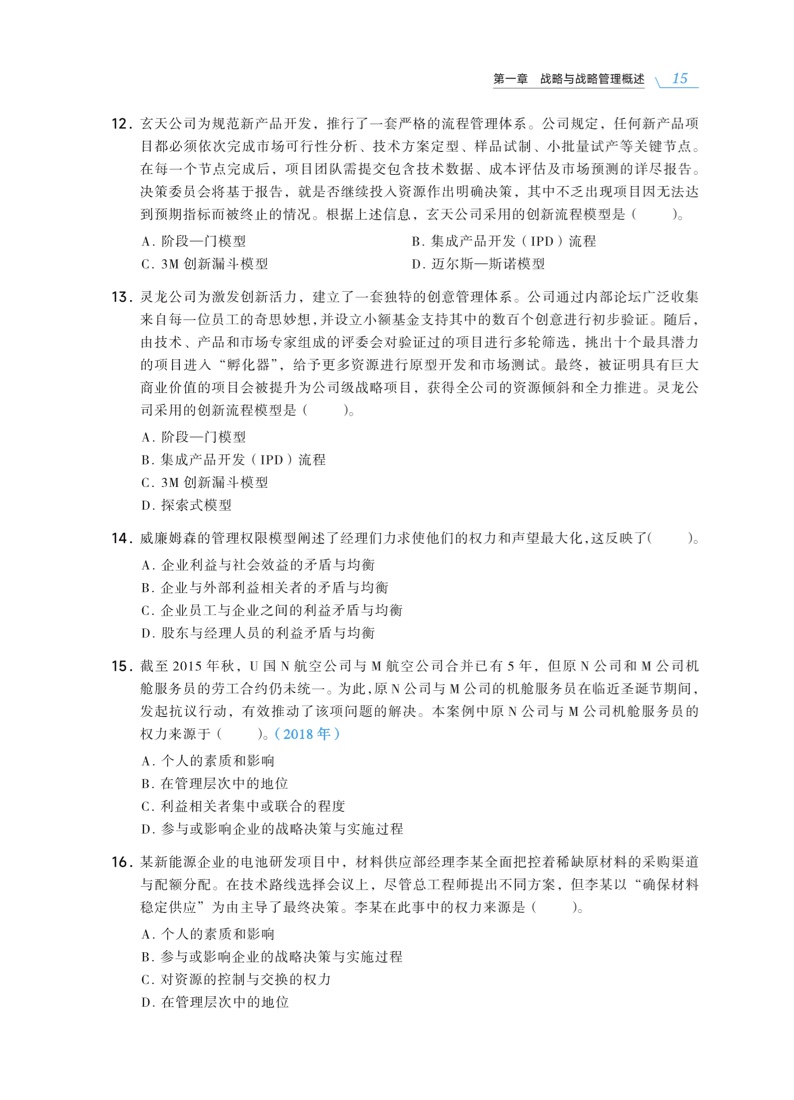 第一章 战略与战略管理概述 15
12. 玄天公司为规范新产品开发，推行了一套严格的流程管理体系。公司规定，任何新产品项
目都必须依次完成市场可行性分析、技术方案定型、样品试制、小批量试产等关键节点。
在每一个节点完成后，项目团队需提交包含技术数据、成本评估及市场预测的详尽报告。
决策委员会将基于报告，就是否继续投入资源作出明确决策，其中不乏出现项目因无法达
到预期指标而被终止的情况。根据上述信息，玄天公司采用的创新流程模型是（　　）。
A. 阶段—门模型 B. 集成产品开发（IPD）流程
C. 3M 创新漏斗模型 D. 迈尔斯—斯诺模型
13. 灵龙公司为激发创新活力，建立了一套独特的创意管理体系。公司通过内部论坛广泛收集
来自每一位员工的奇思妙想，并设立小额基金支持其中的数百个创意进行初步验证。随后，
由技术、产品和市场专家组成的评委会对验证过的项目进行多轮筛选，挑出十个最具潜力
的项目进入“孵化器”，给予更多资源进行原型开发和市场测试。最终，被证明具有巨大
商业价值的项目会被提升为公司级战略项目，获得全公司的资源倾斜和全力推进。灵龙公
司采用的创新流程模型是（　　）。
A. 阶段—门模型
B. 集成产品开发（IPD）流程
C. 3M 创新漏斗模型
D. 探索式模型
14. 威廉姆森的管理权限模型阐述了经理们力求使他们的权力和声望最大化，这反映了（　　）。
A. 企业利益与社会效益的矛盾与均衡
B. 企业与外部利益相关者的矛盾与均衡
C. 企业员工与企业之间的利益矛盾与均衡
D. 股东与经理人员的利益矛盾与均衡
15. 截至 2015 年秋，U 国 N 航空公司与 M 航空公司合并已有 5 年，但原 N 公司和 M 公司机
舱服务员的劳工合约仍未统一。为此，原 N 公司与 M 公司的机舱服务员在临近圣诞节期间，
发起抗议行动，有效推动了该项问题的解决。本案例中原 N 公司与 M 公司机舱服务员的
权力来源于（　　）。（2018 年）
A. 个人的素质和影响
B. 在管理层次中的地位
C. 利益相关者集中或联合的程度
D. 参与或影响企业的战略决策与实施过程
16. 某新能源企业的电池研发项目中，材料供应部经理李某全面把控着稀缺原材料的采购渠道
与配额分配。在技术路线选择会议上，尽管总工程师提出不同方案，但李某以“确保材料
稳定供应”为由主导了最终决策。李某在此事中的权力来源是（　　）。
A. 个人的素质和影响
B. 参与或影响企业的战略决策与实施过程
C. 对资源的控制与交换的权力
D. 在管理层次中的地位